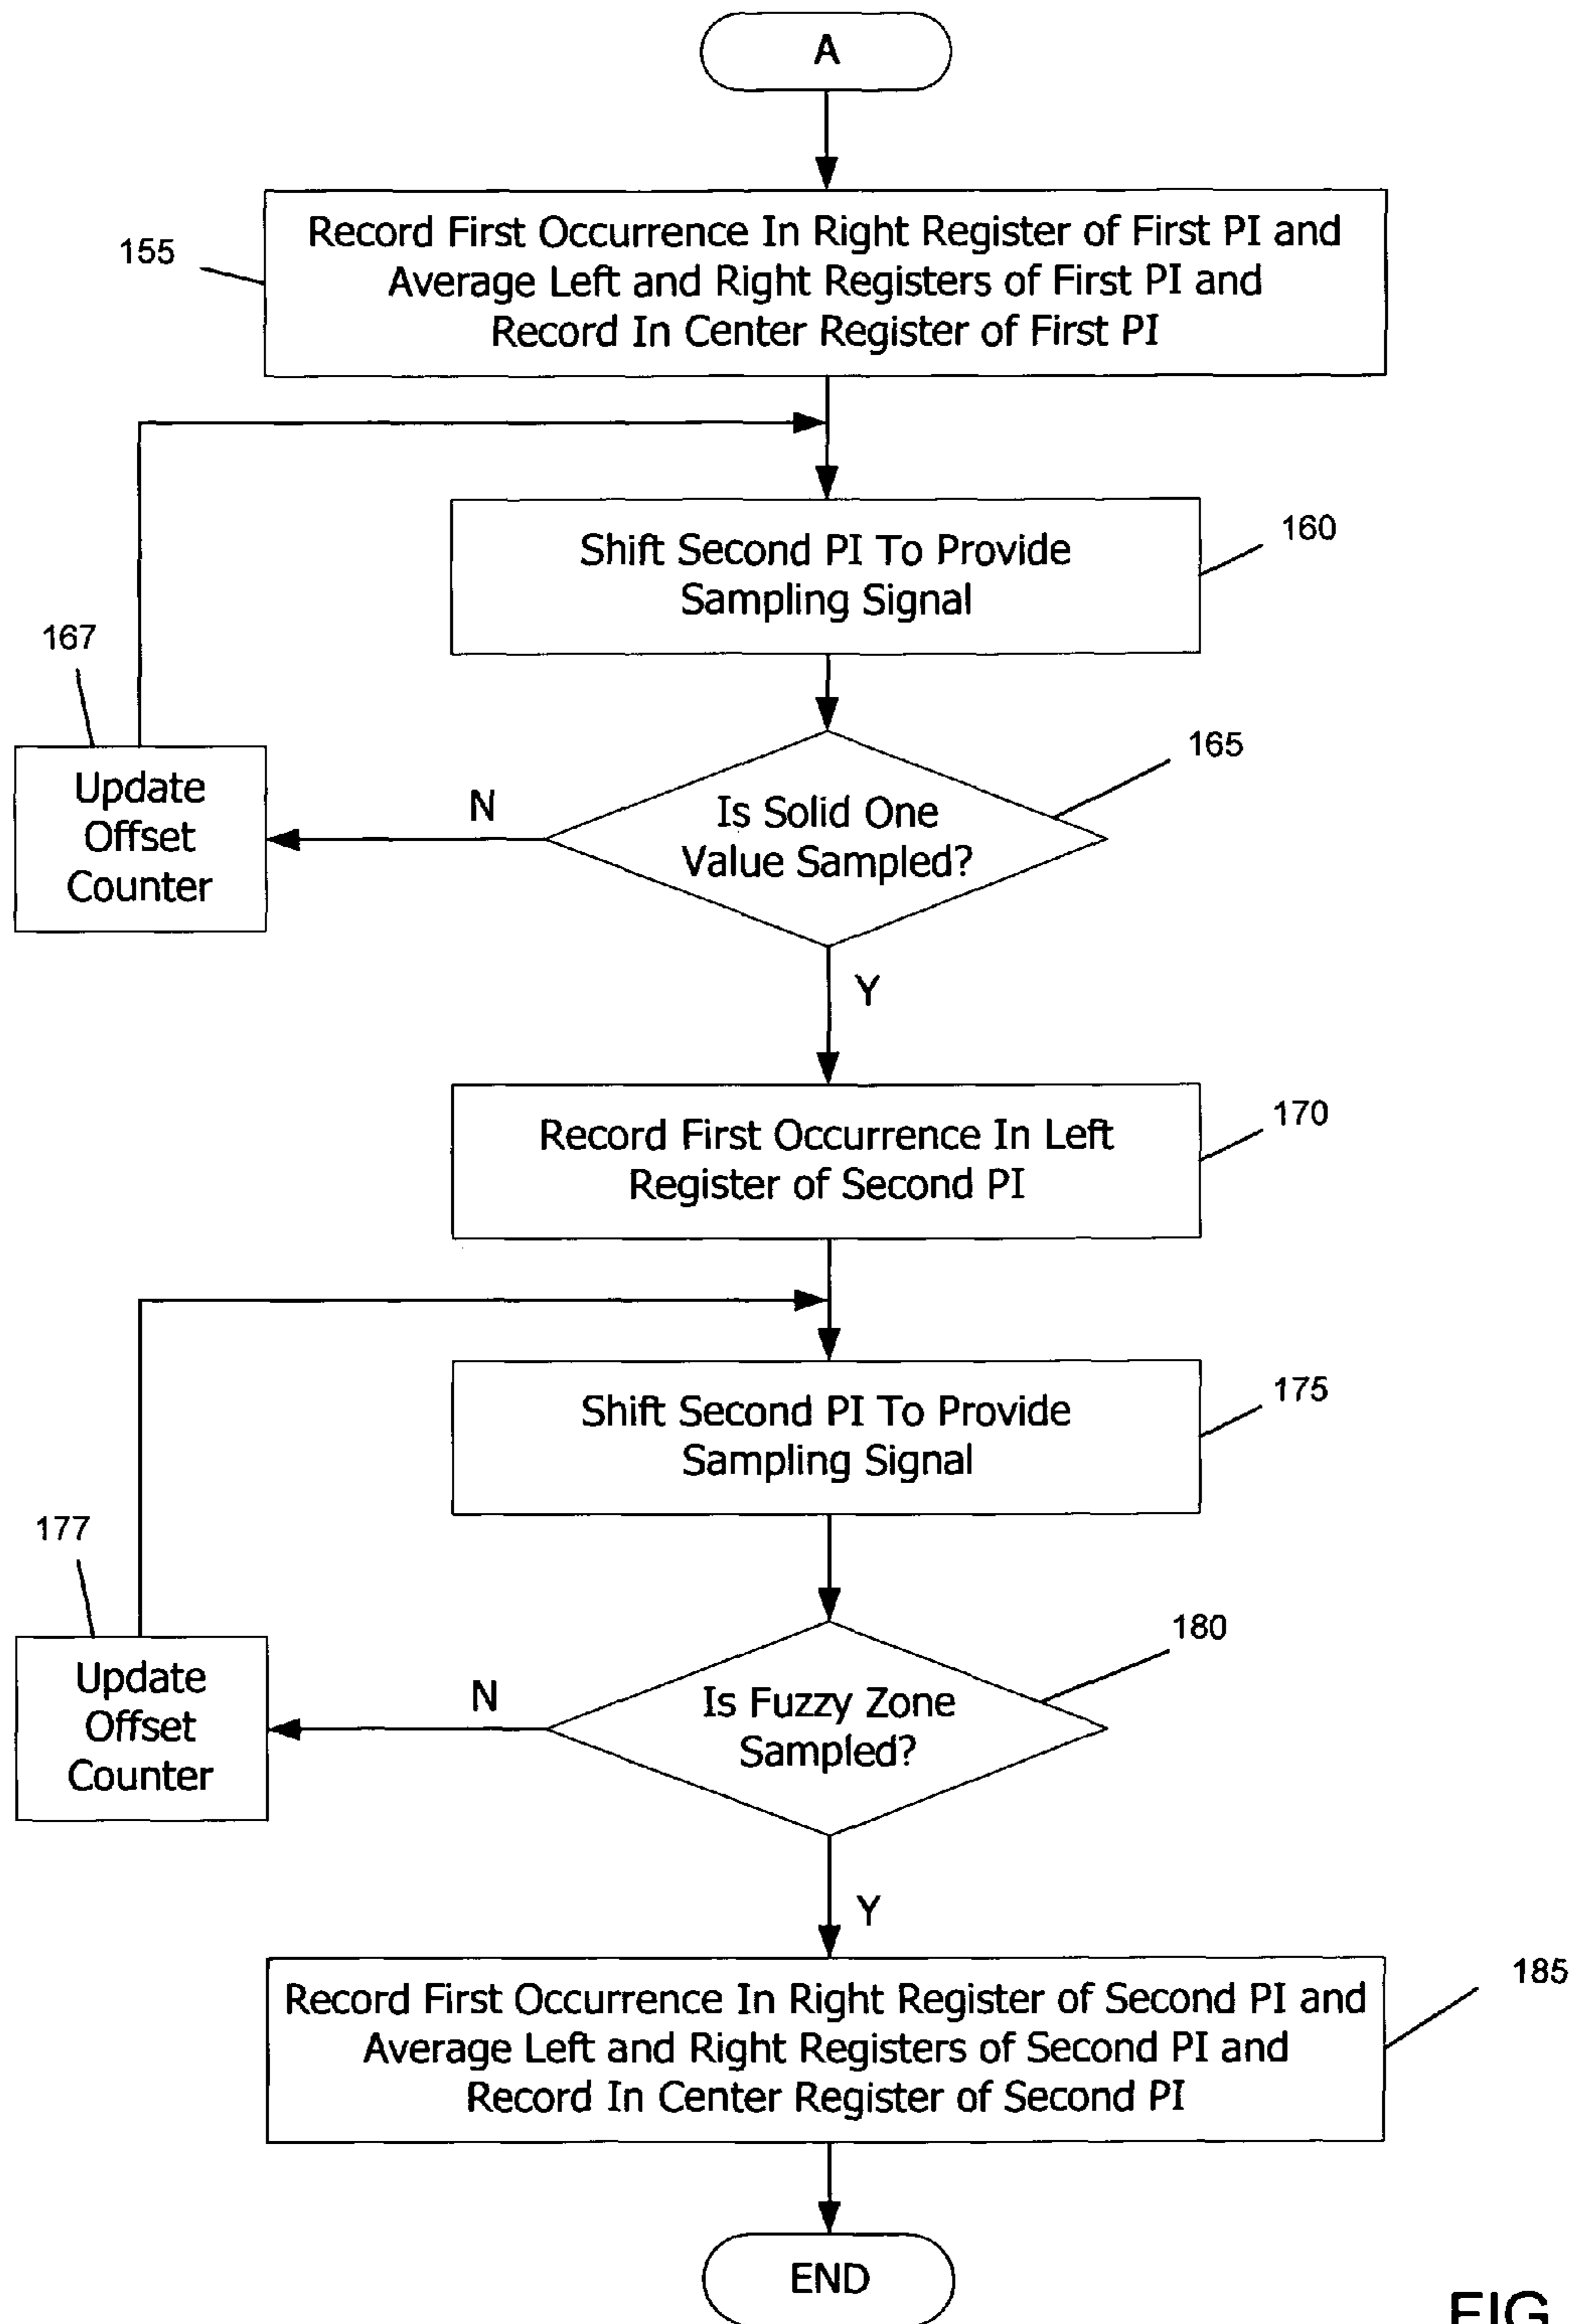 A
155
Record First Occurrence In Right Register of First PI and
Average Left and Right Registers of First PI and
Record In Center Register of First PI
160
Shift Second PI To Provide
Sampling Signal
167
Update
Offset
Counter
N
165
Is Solid One
Value Sampled?
Y
170
Record First Occurrence In Left
Register of Second PI
175
Shift Second PI To Provide
Sampling Signal
177
Update
Offset
Counter
N
180
Is Fuzzy Zone
Sampled?
Y
185
Record First Occurrence In Right Register of Second PI and
Average Left and Right Registers of Second PI and
Record In Center Register of Second PI
END
FIG